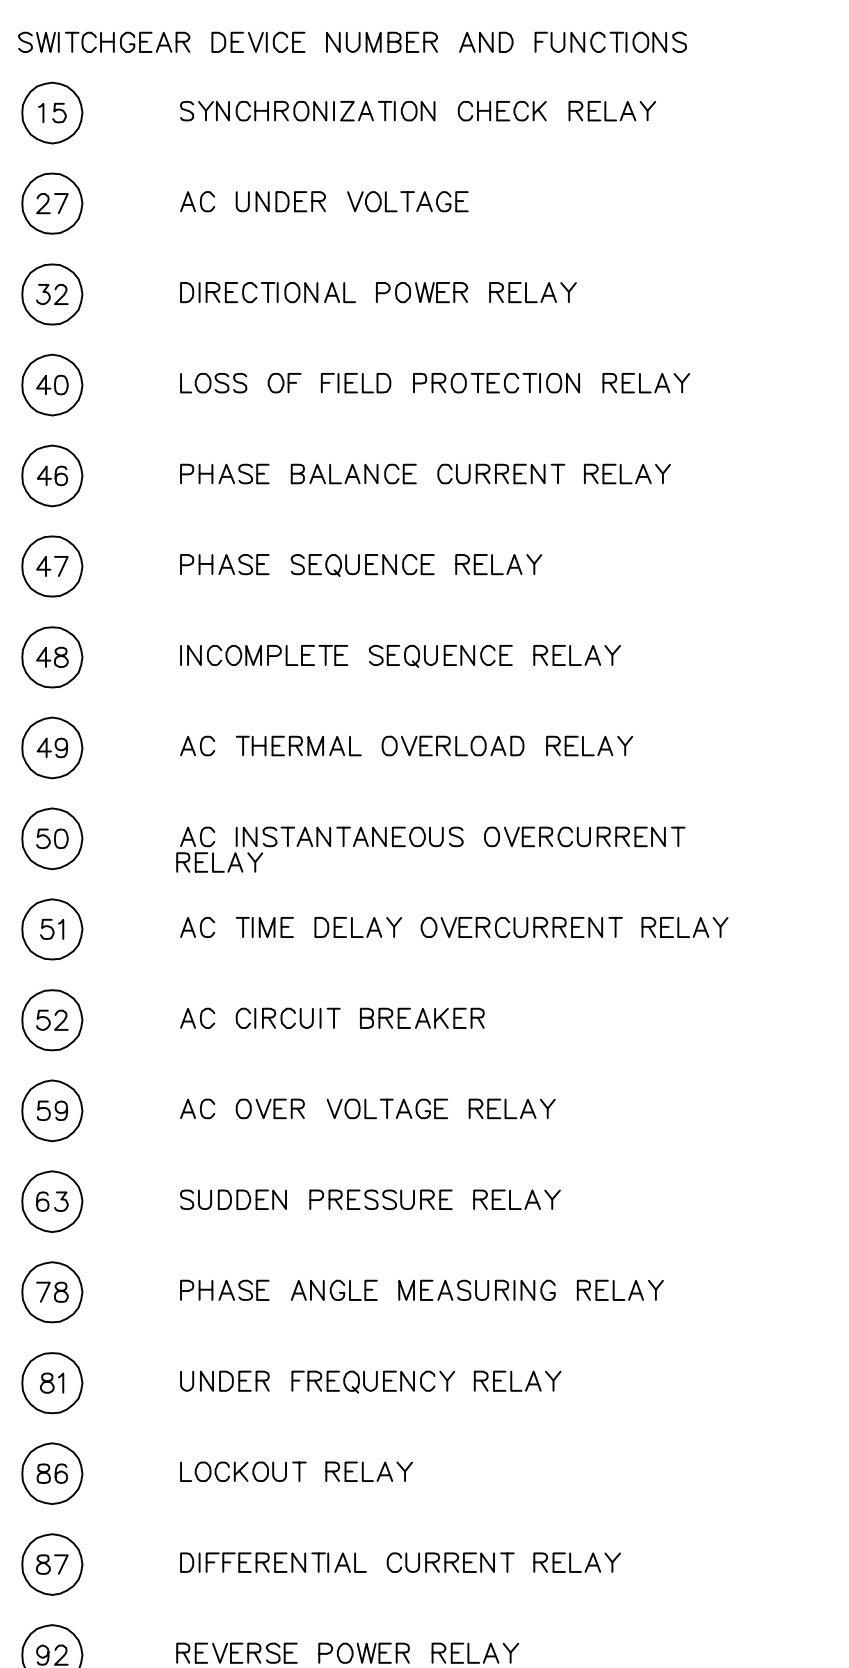 SWITCHGEAR DEVICE NUMBER AND FUNCTIONS
15 SYNCHRONIZATION CHECK RELAY
27 AC UNDER VOLTAGE
32 DIRECTIONAL POWER RELAY
40 LOSS OF FIELD PROTECTION RELAY
46 PHASE BALANCE CURRENT RELAY
47 PHASE SEQUENCE RELAY
48 INCOMPLETE SEQUENCE RELAY
49 AC THERMAL OVERLOAD RELAY
50 AC INSTANTANEOUS OVERCURRENT
RELAY
51 AC TIME DELAY OVERCURRENT RELAY
52 AC CIRCUIT BREAKER
59 AC OVER VOLTAGE RELAY
63 SUDDEN PRESSURE RELAY
78 PHASE ANGLE MEASURING RELAY
81 UNDER FREQUENCY RELAY
86 LOCKOUT RELAY
87 DIFFERENTIAL CURRENT RELAY
92 REVERSE POWER RELAY